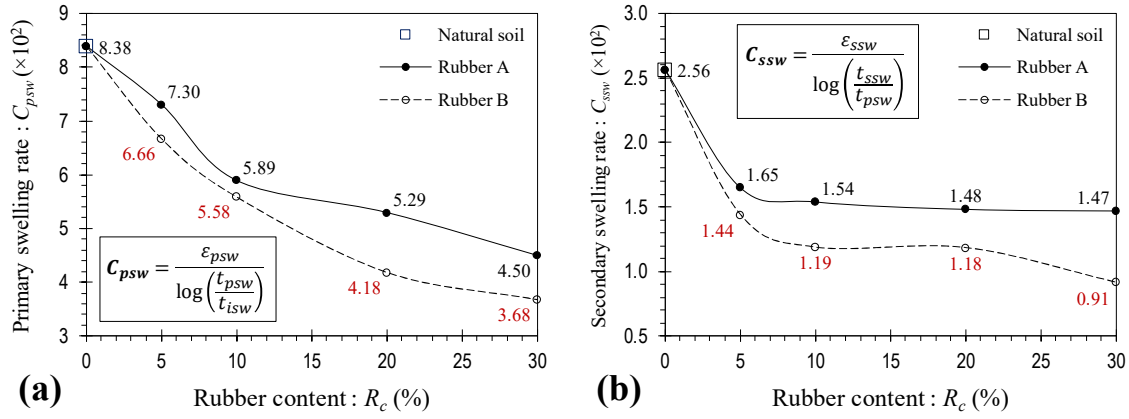 Primary swelling rate : C_psw (×10²)
9
8
7
6
5
4
3
8.38
7.30
5.89
5.29
4.50
6.66
5.58
4.18
3.68
Natural soil
Rubber A
Rubber B
C_psw = ε_psw / log(t_psw / t_isw)
0 5 10 15 20 25 30
Rubber content : R_c (%)
(a)
Secondary swelling rate : C_ssw (×10²)
3.0
2.5
2.0
1.5
1.0
0.5
2.56
1.65
1.54
1.48
1.47
1.44
1.19
1.18
0.91
C_ssw = ε_ssw / log(t_ssw / t_psw)
Natural soil
Rubber A
Rubber B
0 5 10 15 20 25 30
Rubber content : R_c (%)
(b)